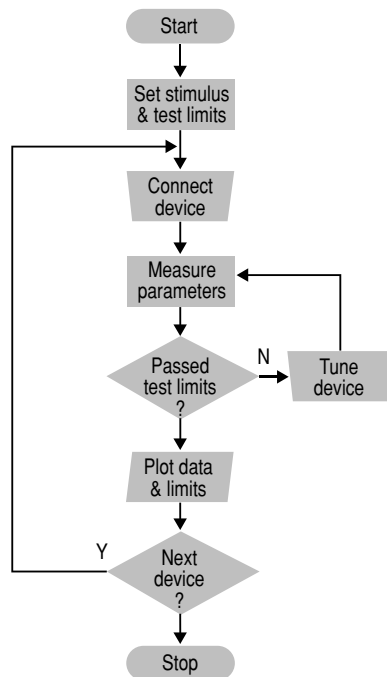 Start
Set stimulus
& test limits
Connect
device
Measure
parameters
Passed
test limits
?
N
Tune
device
Plot data
& limits
Y
Next
device
?
Stop